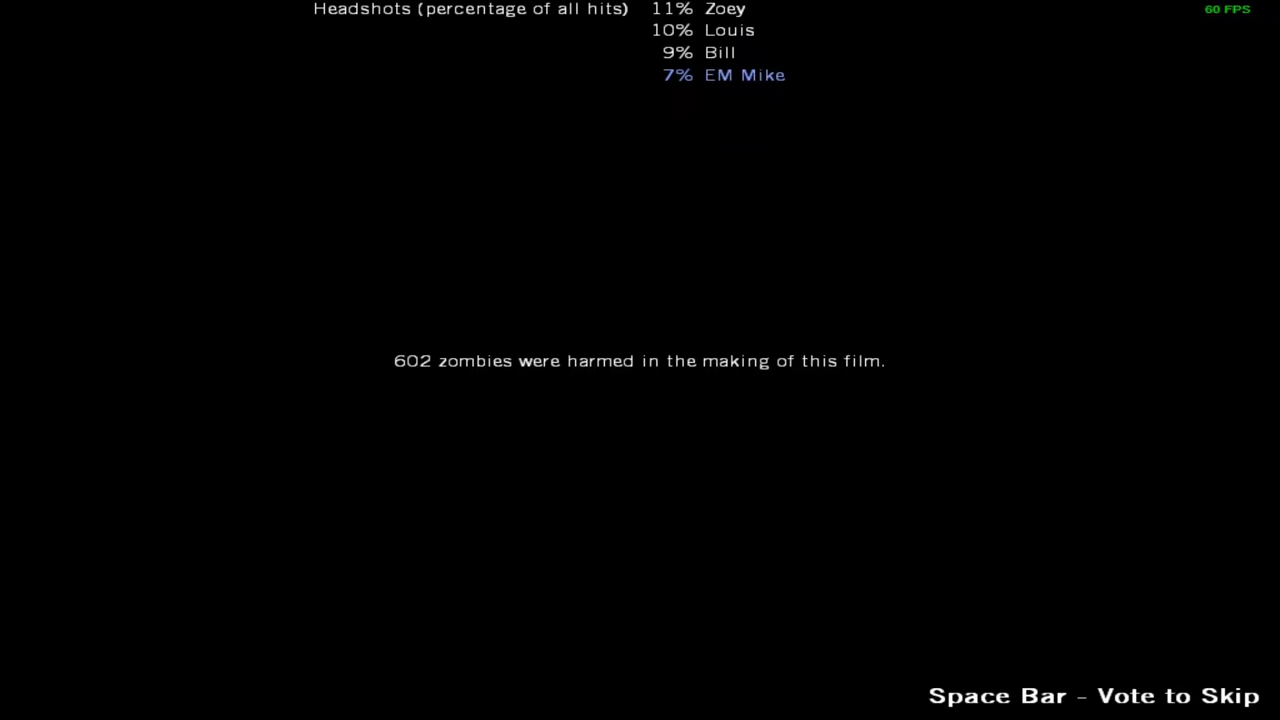 Headshots (percentage of all hits) 11% Zoey
10% Louis
9% Bill
7% EM Mike
60 FPS
602 zombies were harmed in the making of this film.
Space Bar - Vote to Skip